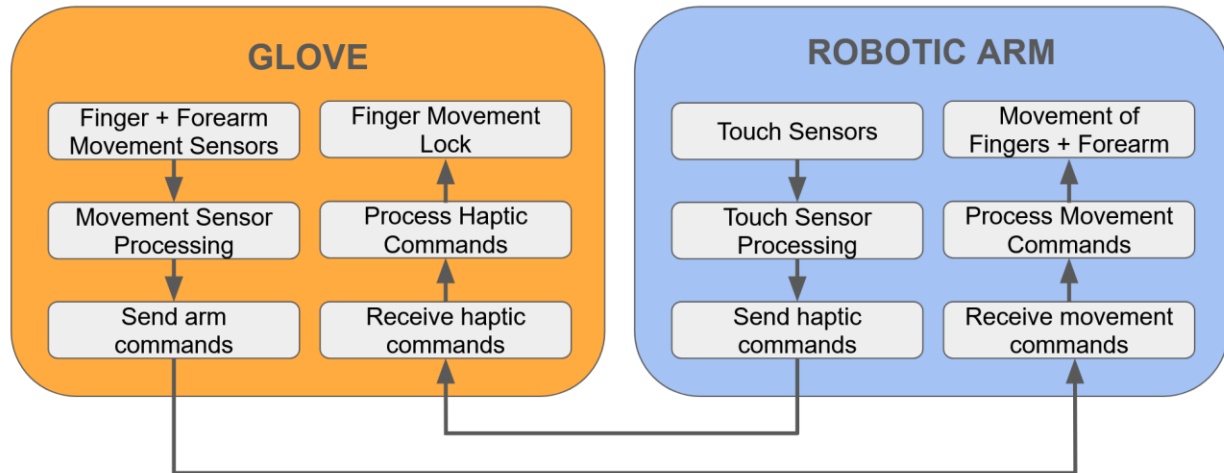 GLOVE
Finger + Forearm
Movement Sensors
Movement Sensor
Processing
Send arm
commands
Finger Movement
Lock
Process Haptic
Commands
Receive haptic
commands
ROBOTIC ARM
Touch Sensors
Touch Sensor
Processing
Send haptic
commands
Movement of
Fingers + Forearm
Process Movement
Commands
Receive movement
commands